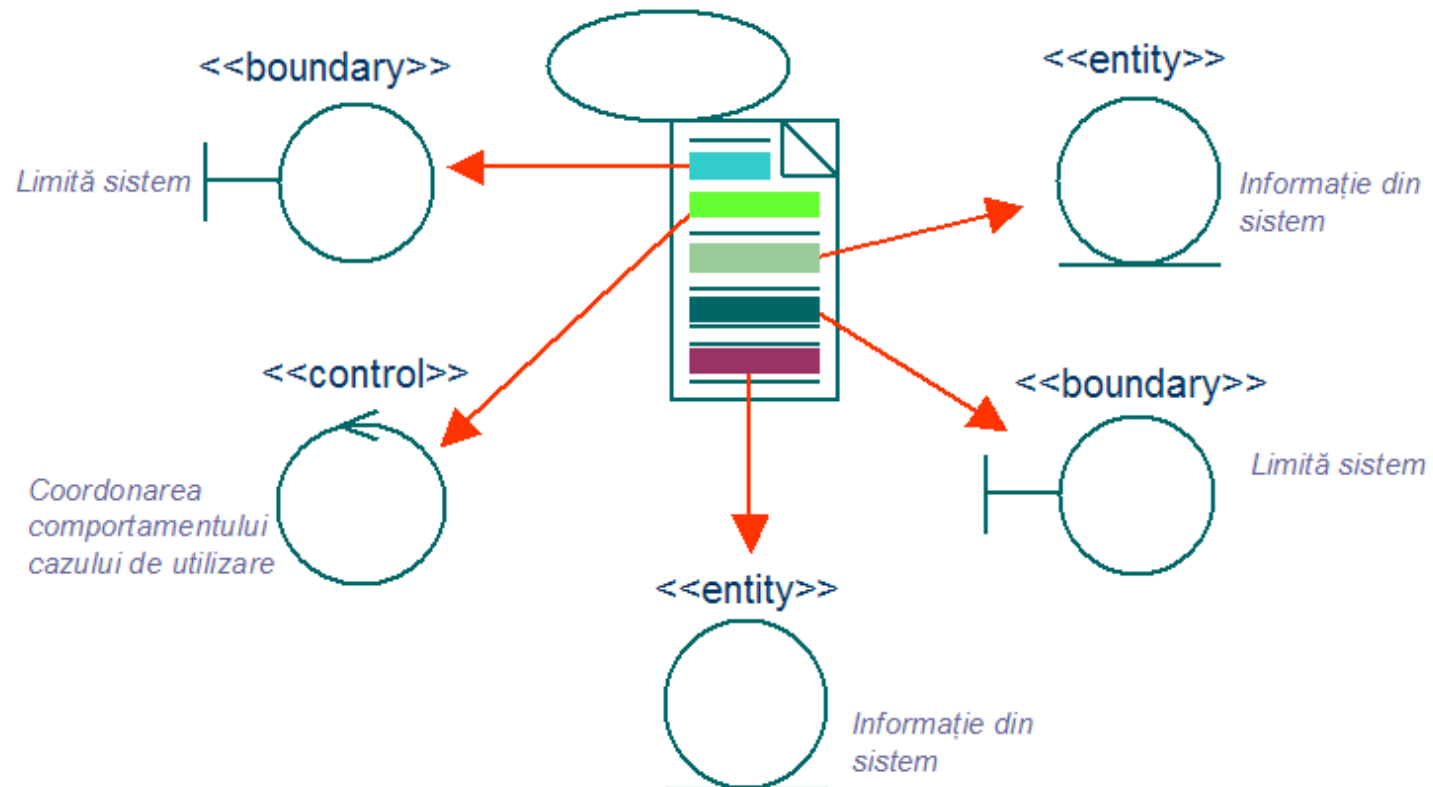 <<boundary>>
Limită sistem
<<entity>>
Informație din
sistem
<<control>>
Coordonarea
comportamentului
cazului de utilizare
<<boundary>>
Limită sistem
<<entity>>
Informație din
sistem